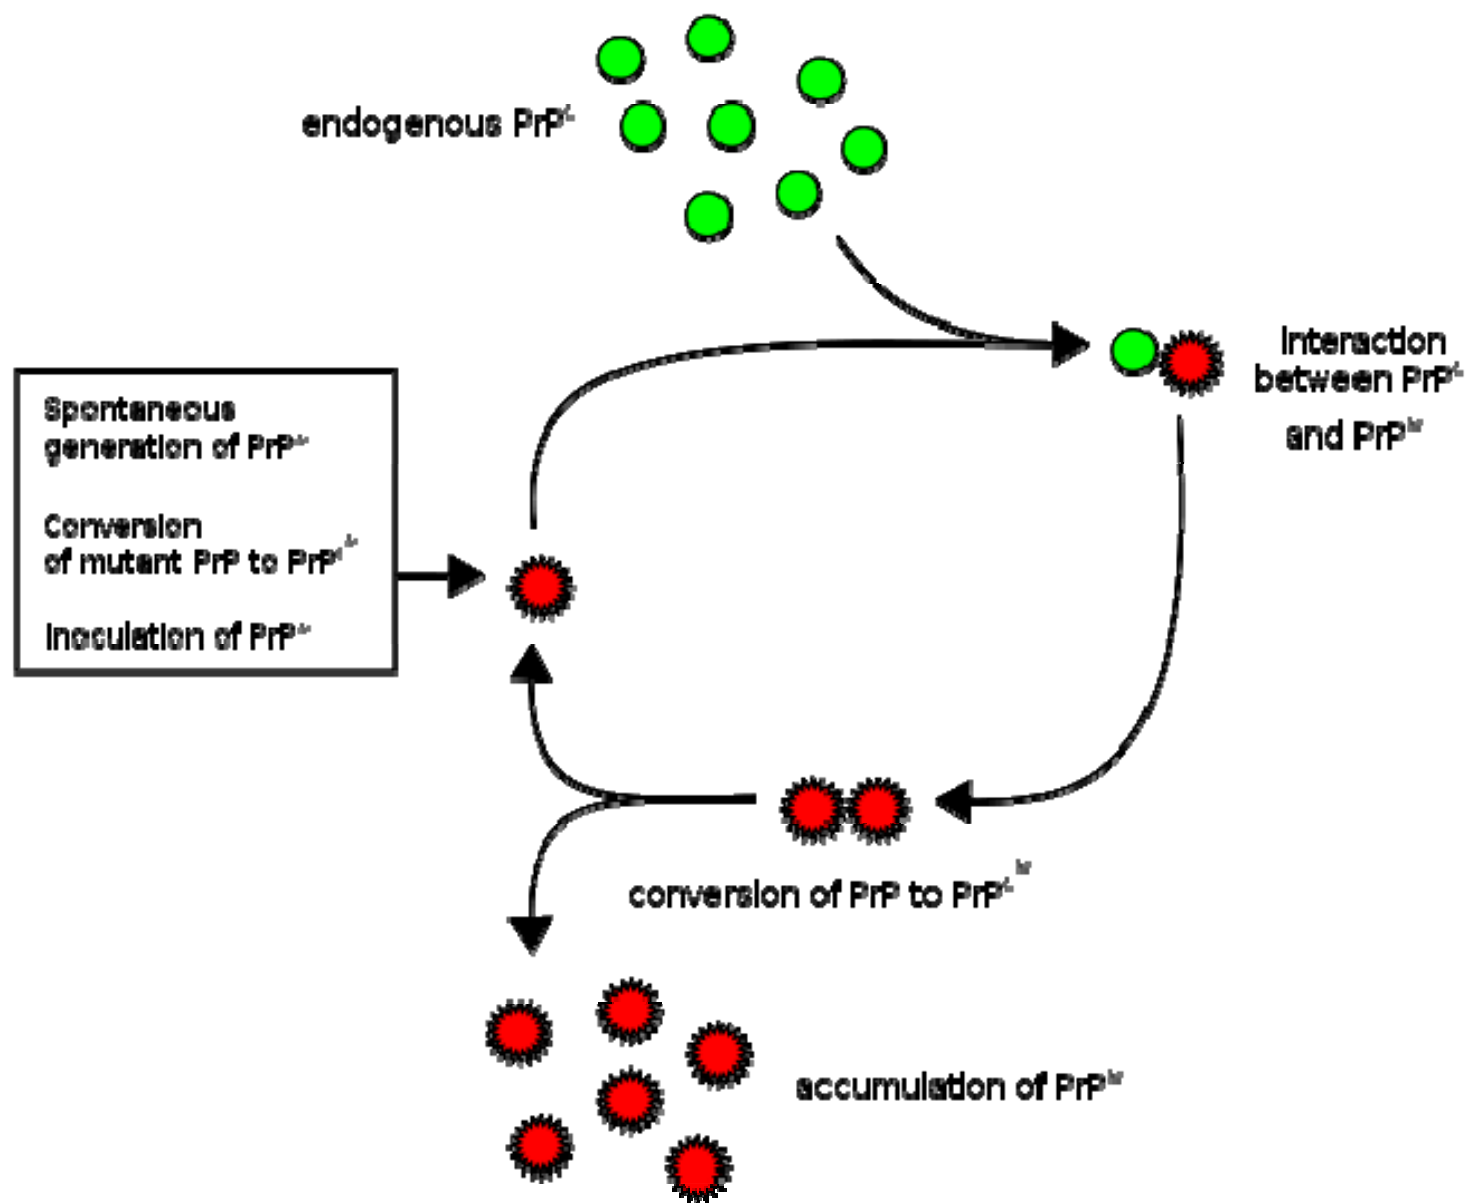 endogenous PrP
Interaction
between PrP
and PrP
Spontaneous
generation of PrP
Conversion
of mutant PrP to PrP
Inoculation of PrP
conversion of PrP to PrP
accumulation of PrP